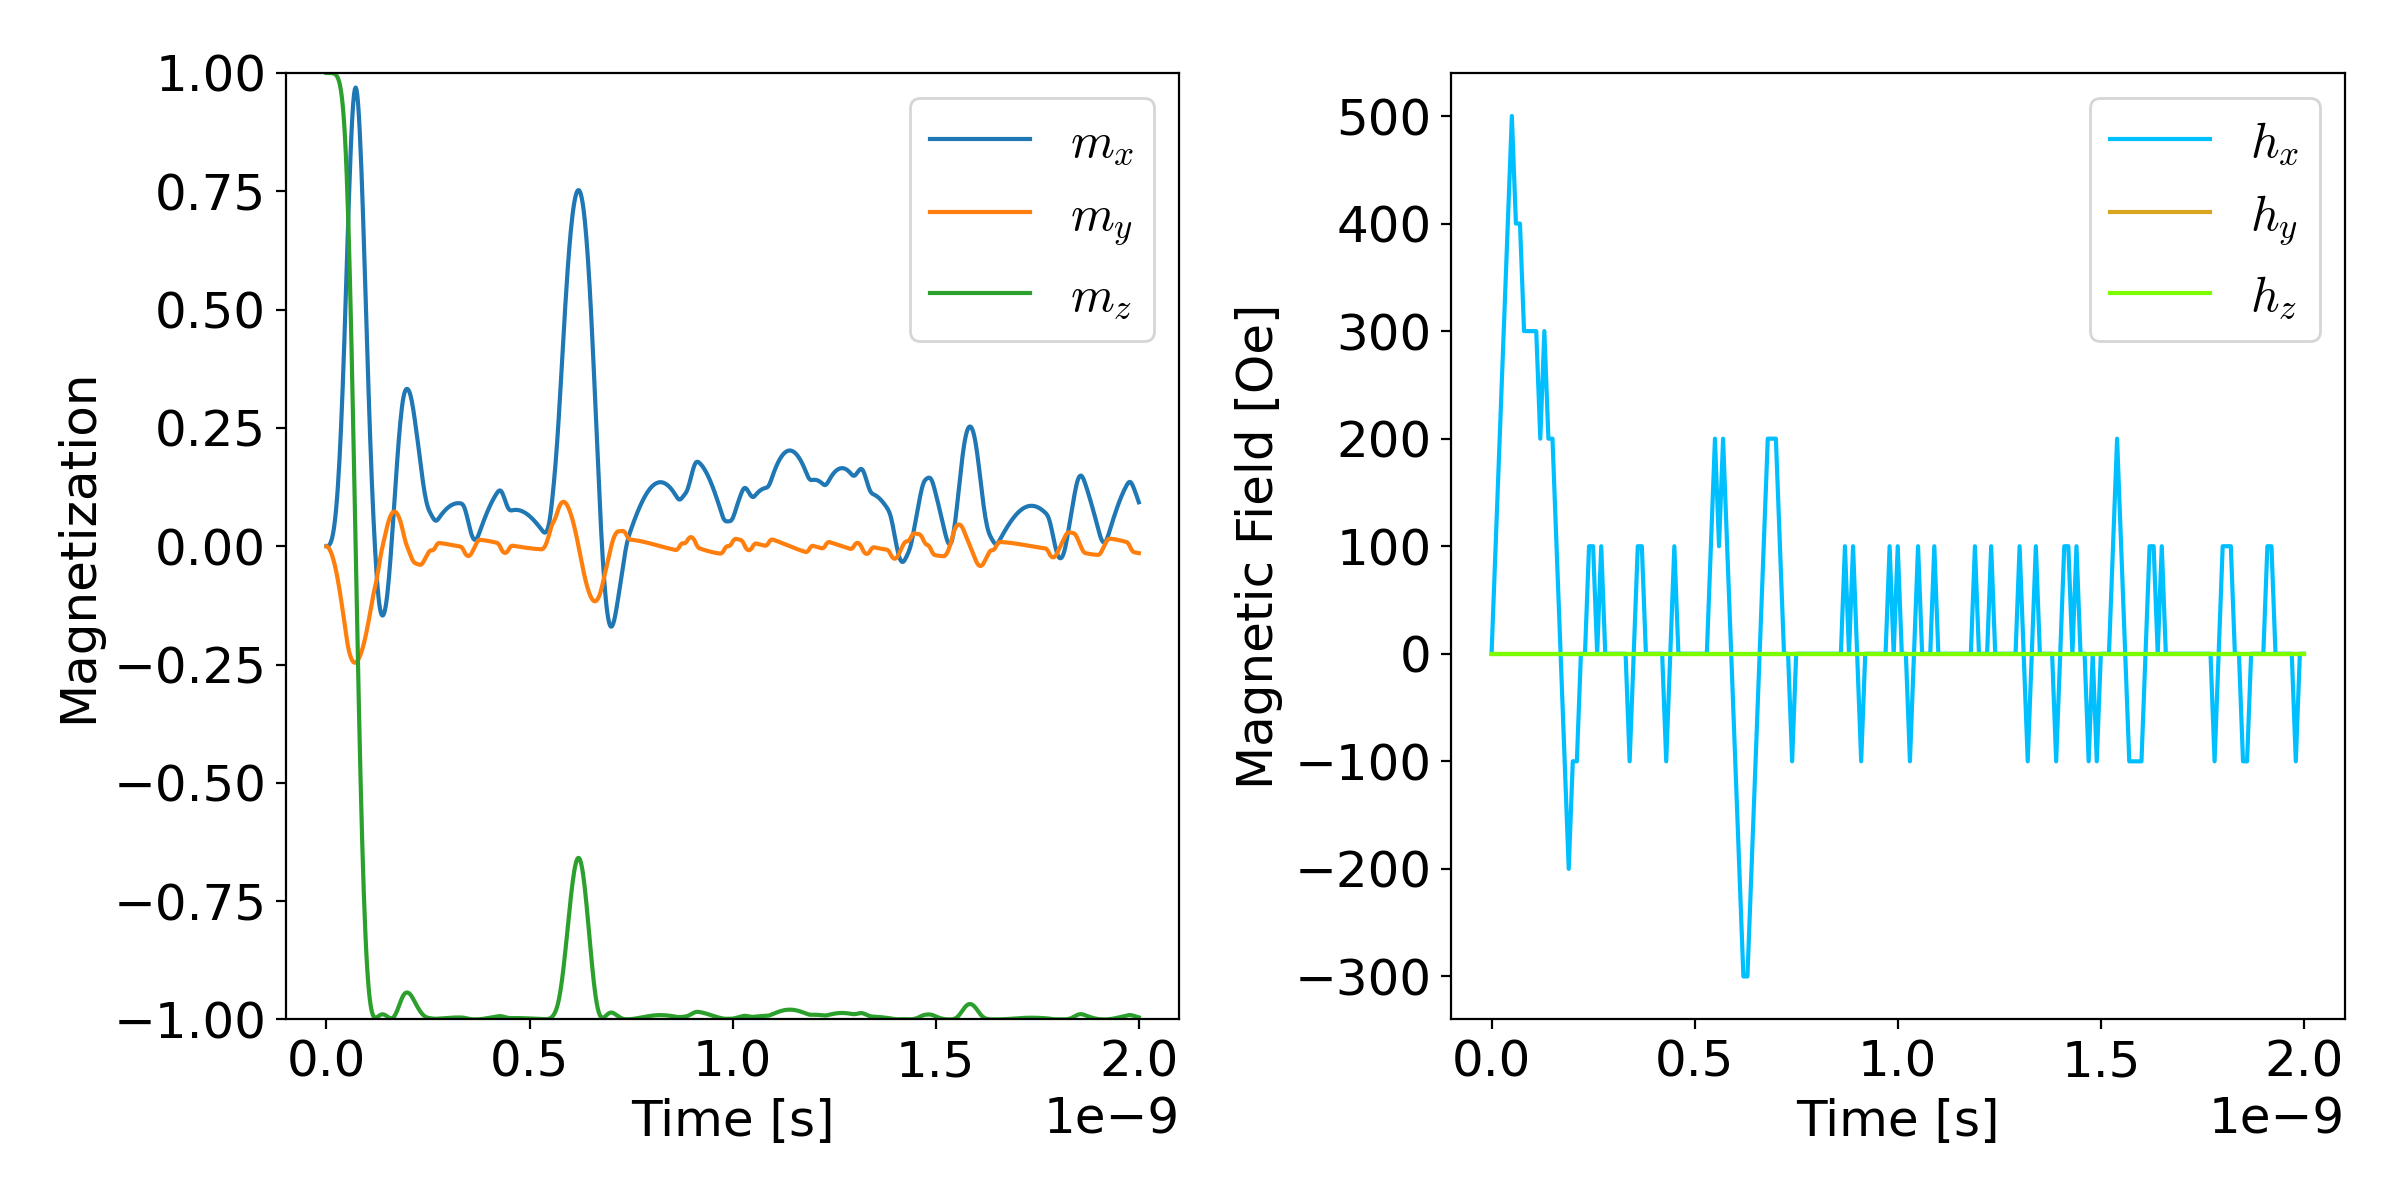 1.00
0.75
0.50
0.25
0.00
−0.25
−0.50
−0.75
−1.00
Magnetization
0.0 0.5 1.0 1.5 2.0
Time [s]
1e−9
m_x
m_y
m_z
500
400
300
200
100
0
−100
−200
−300
Magnetic Field [Oe]
0.0 0.5 1.0 1.5 2.0
Time [s]
1e−9
h_x
h_y
h_z